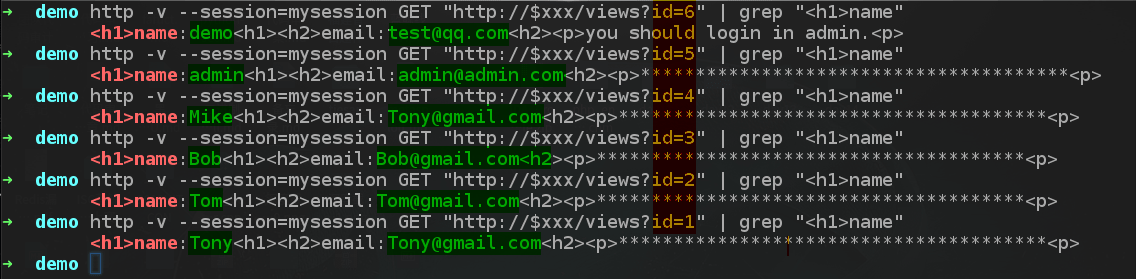 ➜ demo http -v --session=mysession GET "http://$xxx/views?id=6" | grep "<h1>name"
<h1>name:demo<h1><h2>email:test@qq.com<h2><p>you should login in admin.<p>
➜ demo http -v --session=mysession GET "http://$xxx/views?id=5" | grep "<h1>name"
<h1>name:admin<h1><h2>email:admin@admin.com<h2><p>***************************************<p>
➜ demo http -v --session=mysession GET "http://$xxx/views?id=4" | grep "<h1>name"
<h1>name:Mike<h1><h2>email:Tony@gmail.com<h2><p>***************************************<p>
➜ demo http -v --session=mysession GET "http://$xxx/views?id=3" | grep "<h1>name"
<h1>name:Bob<h1><h2>email:Bob@gmail.com<h2><p>***************************************<p>
➜ demo http -v --session=mysession GET "http://$xxx/views?id=2" | grep "<h1>name"
<h1>name:Tom<h1><h2>email:Tom@gmail.com<h2><p>***************************************<p>
➜ demo http -v --session=mysession GET "http://$xxx/views?id=1" | grep "<h1>name"
<h1>name:Tony<h1><h2>email:Tony@gmail.com<h2><p>***************************************<p>
➜ demo